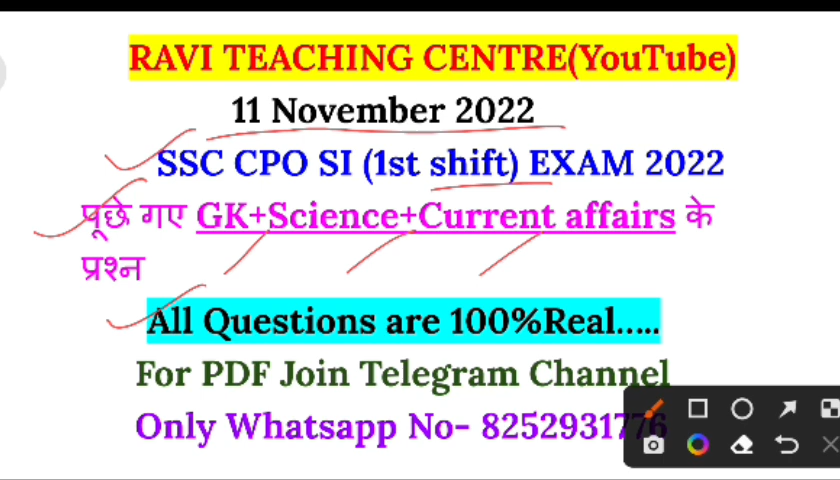 RAVI TEACHING CENTRE(YouTube)
11 November 2022
SSC CPO SI (1st shift) EXAM 2022
पूछे गए GK+Science+Current affairs के
प्रश्न
All Questions are 100%Real.....
For PDF Join Telegram Channel
Only Whatsapp No- 8252931776